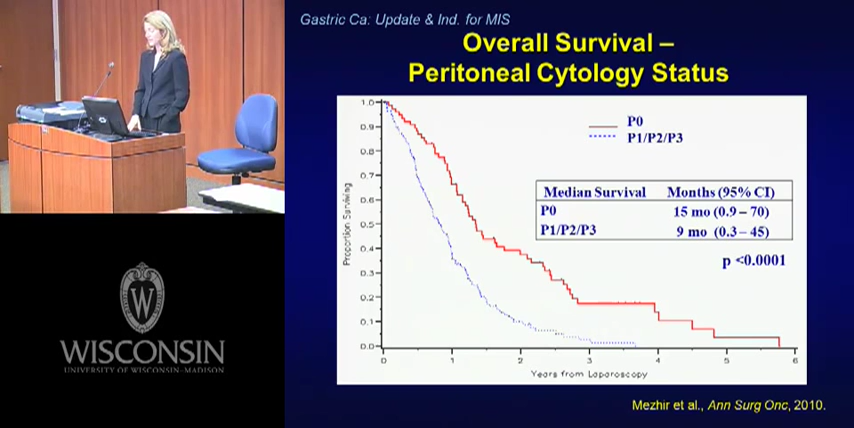 Gastric Ca: Update & Ind. for MIS
Overall Survival –
Peritoneal Cytology Status
P0
P1/P2/P3
Median Survival Months (95% CI)
P0 15 mo (0.9 – 70)
P1/P2/P3 9 mo (0.3 – 45)
p <0.0001
Proportion Surviving
1.0
0.9
0.8
0.7
0.6
0.5
0.4
0.3
0.2
0.1
0.0
0 1 2 3 4 5 6
Years from Laparoscopy
Mezhir et al., Ann Surg Onc, 2010.
W
WISCONSIN
UNIVERSITY OF WISCONSIN–MADISON